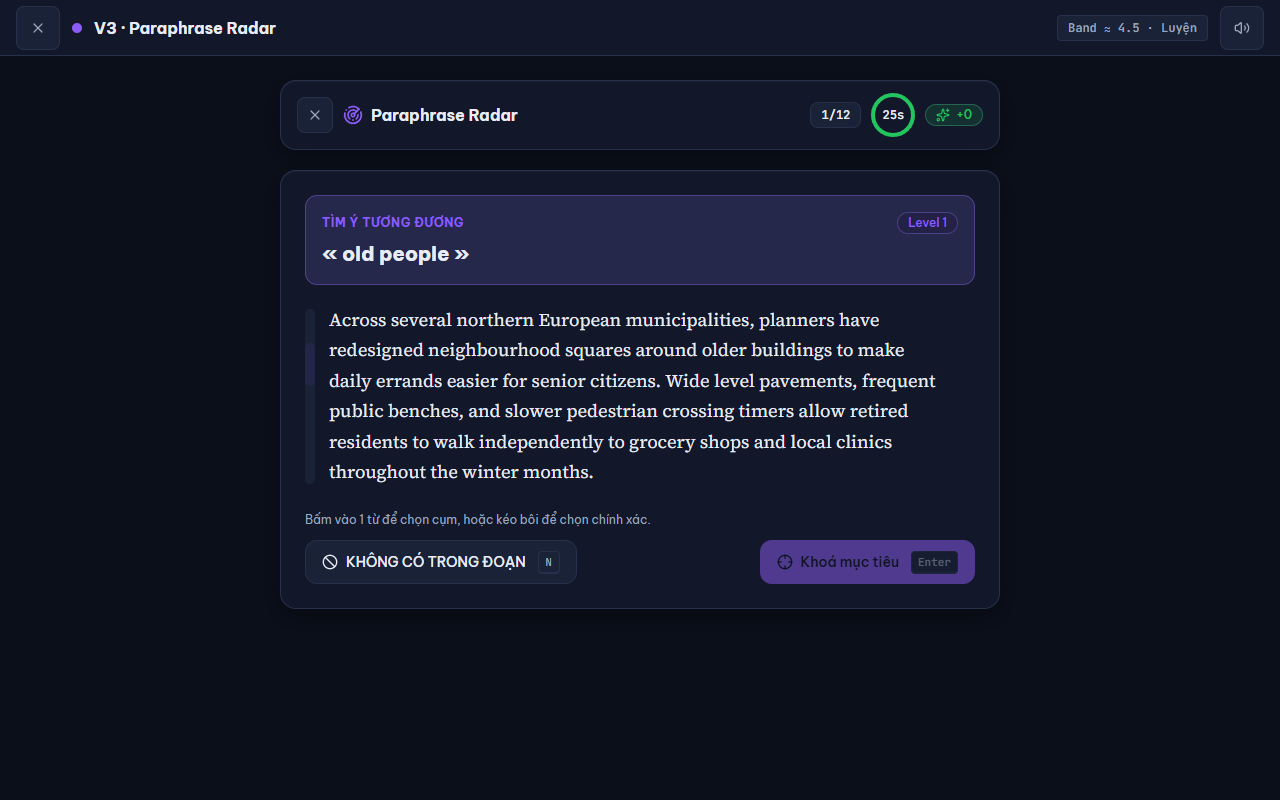 V3 · Paraphrase Radar
Band ≈ 4.5 · Luyện
Paraphrase Radar
1/12
25s
+0
TÌM Ý TƯƠNG ĐƯƠNG
Level 1
« old people »
Across several northern European municipalities, planners have
redesigned neighbourhood squares around older buildings to make
daily errands easier for senior citizens. Wide level pavements, frequent
public benches, and slower pedestrian crossing timers allow retired
residents to walk independently to grocery shops and local clinics
throughout the winter months.
Bấm vào 1 từ để chọn cụm, hoặc kéo bôi để chọn chính xác.
KHÔNG CÓ TRONG ĐOẠN N
Khoá mục tiêu Enter